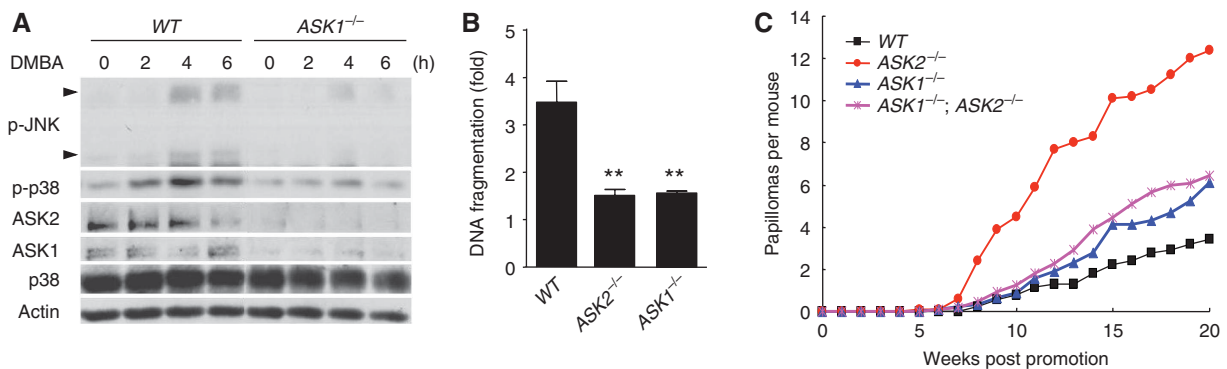 A
WT ASK1–/–
DMBA 0 2 4 6 0 2 4 6 (h)
p-JNK
p-p38
ASK2
ASK1
p38
Actin
B
DNA fragmentation (fold)
5
4
3
2
1
0
** **
WT ASK2–/– ASK1–/–
C
Papillomas per mouse
14
12
10
8
6
4
2
0
WT
ASK2–/–
ASK1–/–
ASK1–/–; ASK2–/–
0 5 10 15 20
Weeks post promotion